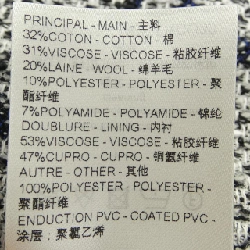 PRINCIPAL - MAIN - 主料
32%COTON - COTTON - 棉
31%VISCOSE - VISCOSE - 粘胶纤维
20%LAINE - WOOL - 绵羊毛
10%POLYESTER - POLYESTER - 聚
酯纤维
7%POLYAMIDE - POLYAMIDE - 锦纶
DOUBLURE - LINING - 内衬
53%VISCOSE - VISCOSE - 粘胶纤维
47%CUPRO - CUPRO - 铜氨纤维
AUTRE - OTHER - 其他
100%POLYESTER - POLYESTER -
聚酯纤维
ENDUCTION PVC - COATED PVC -
涂层: 聚氯乙烯